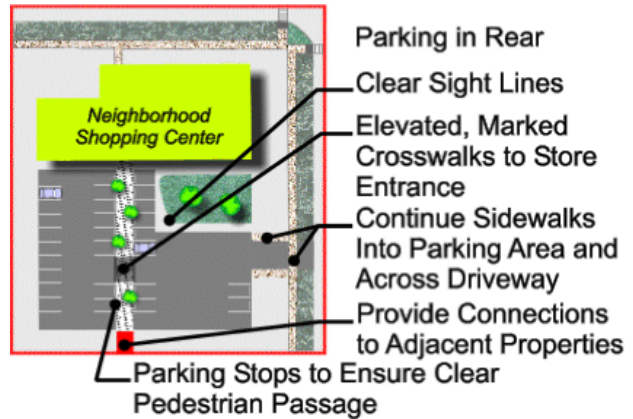 Parking in Rear
Neighborhood
Shopping Center
Clear Sight Lines
Elevated, Marked
Crosswalks to Store
Entrance
Continue Sidewalks
Into Parking Area and
Across Driveway
Provide Connections
to Adjacent Properties
Parking Stops to Ensure Clear
Pedestrian Passage